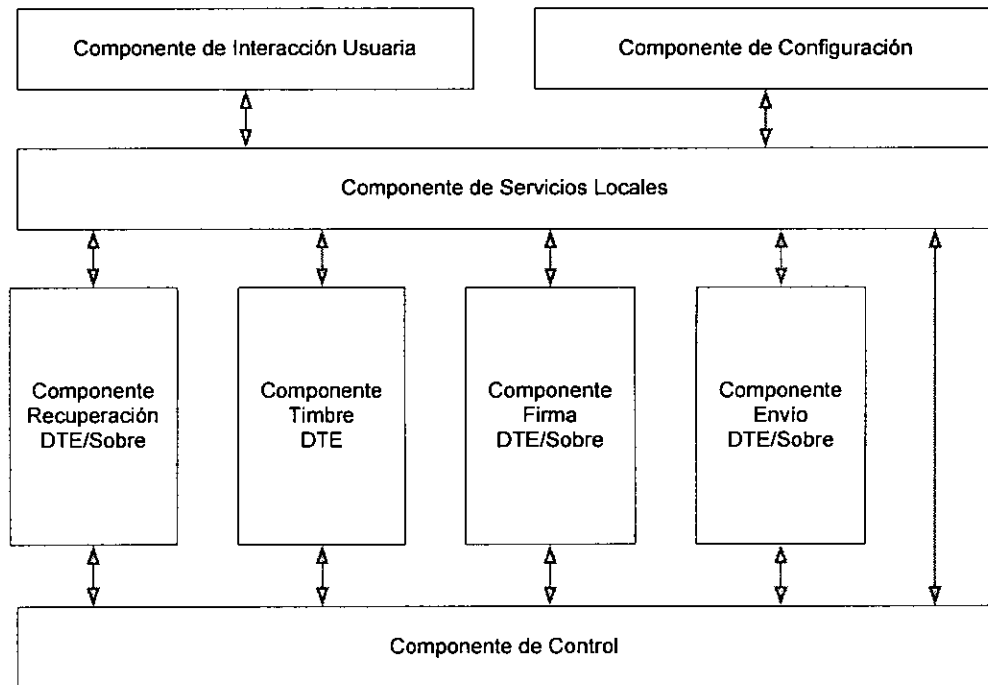 Componente de Interacción Usuaria
Componente de Configuración
Componente de Servicios Locales
Componente
Recuperación
DTE/Sobre
Componente
Timbre
DTE
Componente
Firma
DTE/Sobre
Componente
Envío
DTE/Sobre
Componente de Control